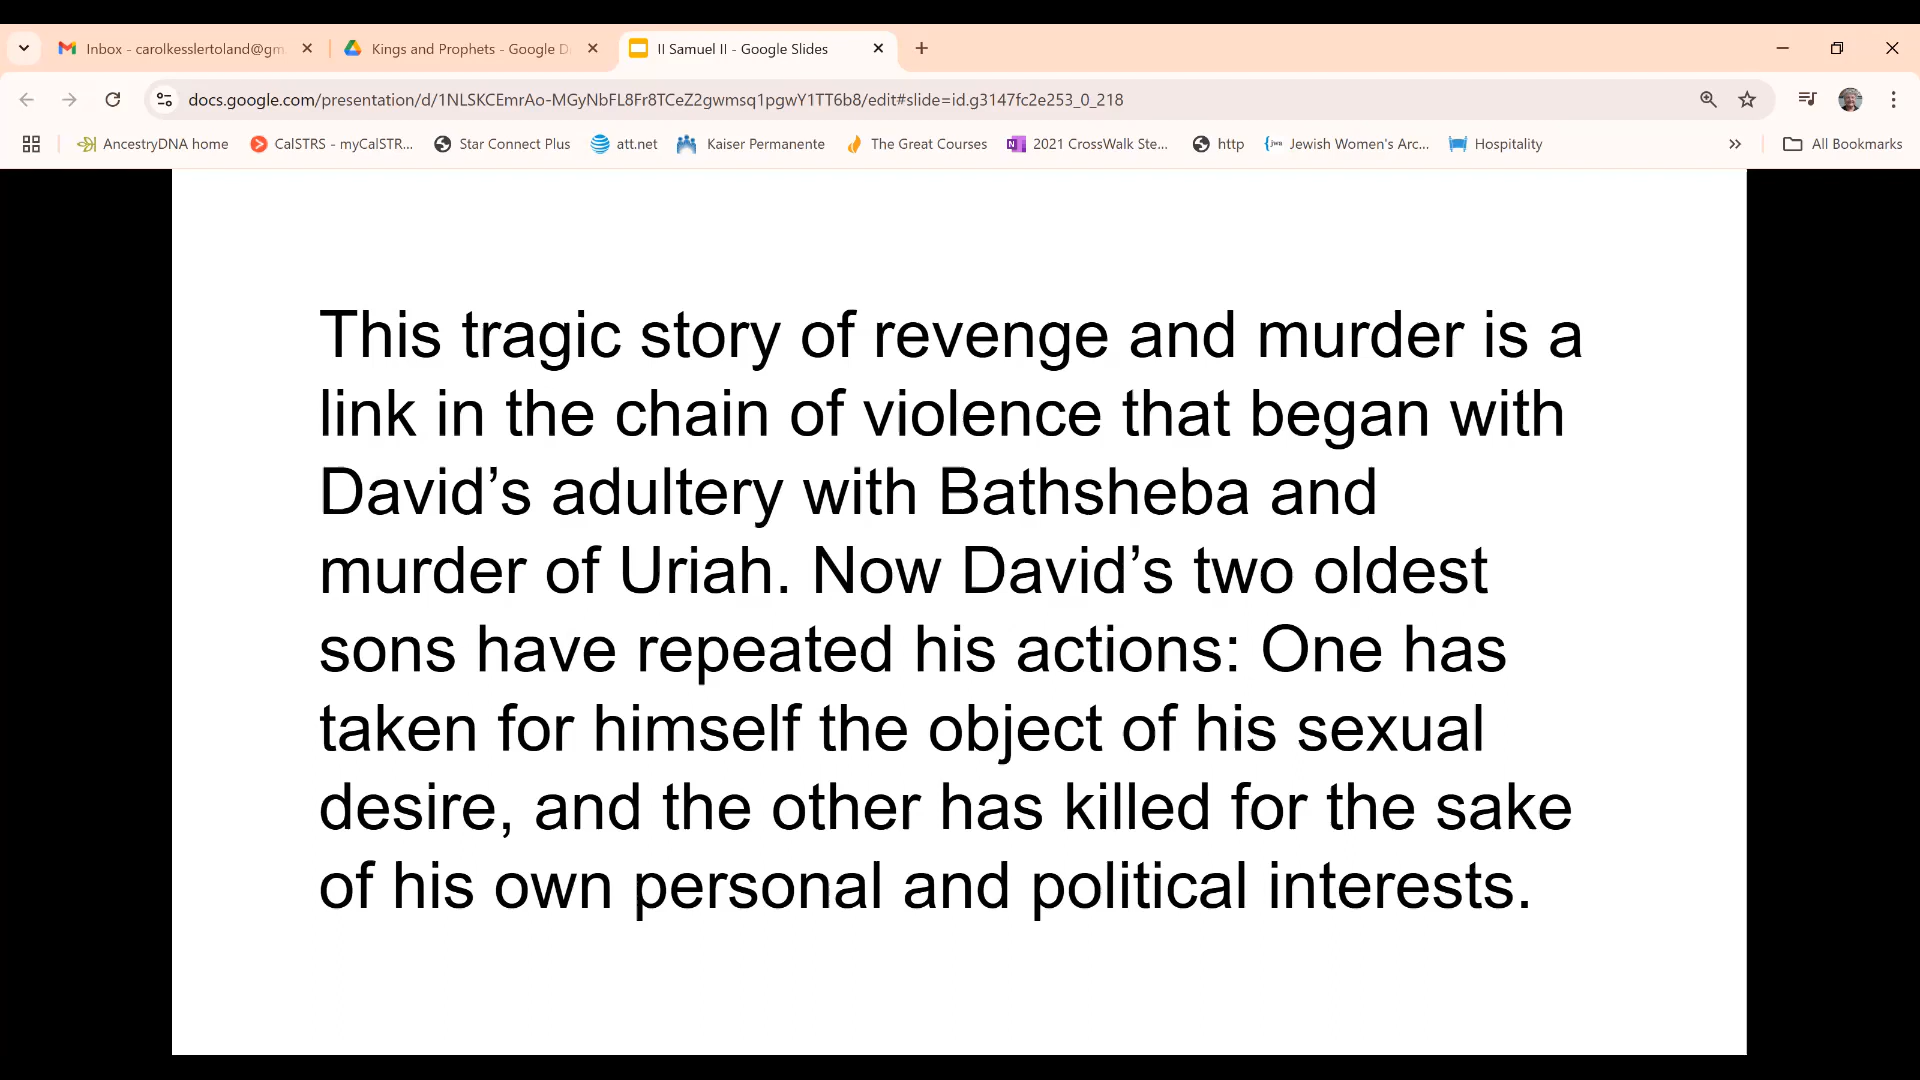 Inbox - carolkesslertoland@gm
Kings and Prophets - Google D
II Samuel II - Google Slides
docs.google.com/presentation/d/1NLSKCEmrAo-MGyNbFL8Fr8TCeZ2gwmsq1pgwY1TT6b8/edit#slide=id.g3147fc2e253_0_218
AncestryDNA home
CalSTRS - myCalSTR...
Star Connect Plus
att.net
Kaiser Permanente
The Great Courses
2021 CrossWalk Ste...
http
Jewish Women's Arc...
Hospitality
All Bookmarks
This tragic story of revenge and murder is a
link in the chain of violence that began with
David’s adultery with Bathsheba and
murder of Uriah. Now David’s two oldest
sons have repeated his actions: One has
taken for himself the object of his sexual
desire, and the other has killed for the sake
of his own personal and political interests.